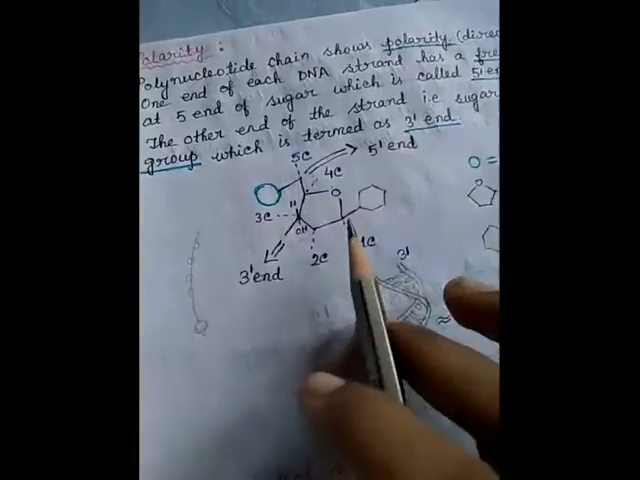 Polarity :
Polynucleotide chain shows polarity (direc
One end of each DNA strand has a free
at 5 end of sugar which is called 5' en
The other end of the strand i.e sugar
group which is termed as 3' end
5C
5' end
4C
O
O =
H
3C
OH
1C
2C
3' end
3'
≈